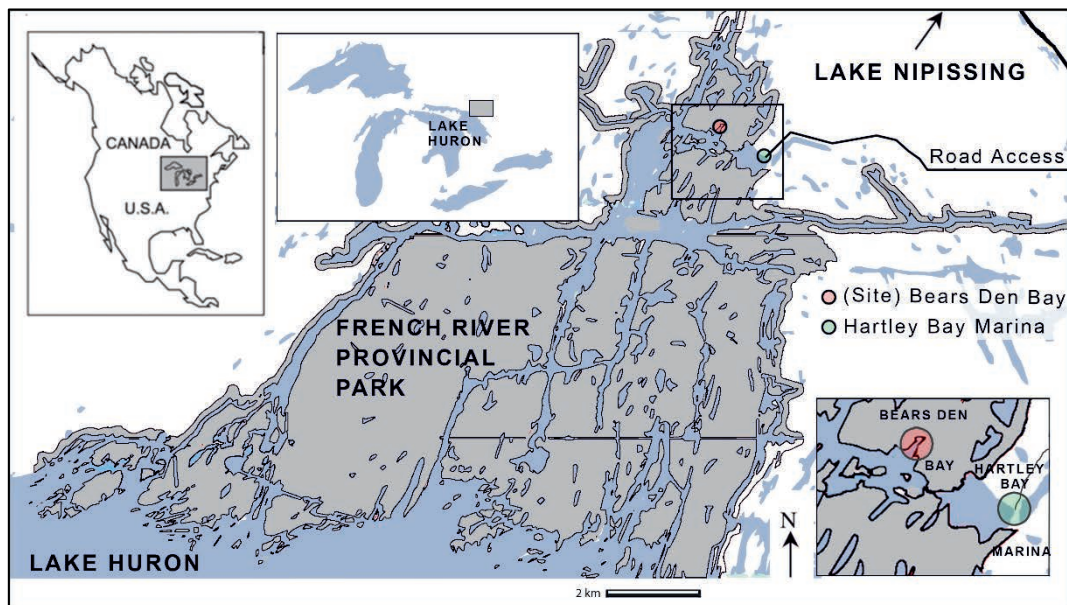 CANADA
U.S.A.
LAKE
HURON
LAKE NIPISSING
Road Access
(Site) Bears Den Bay
Hartley Bay Marina
FRENCH RIVER
PROVINCIAL
PARK
BEARS DEN
BAY
HARTLEY
BAY
MARINA
N
LAKE HURON
2 km